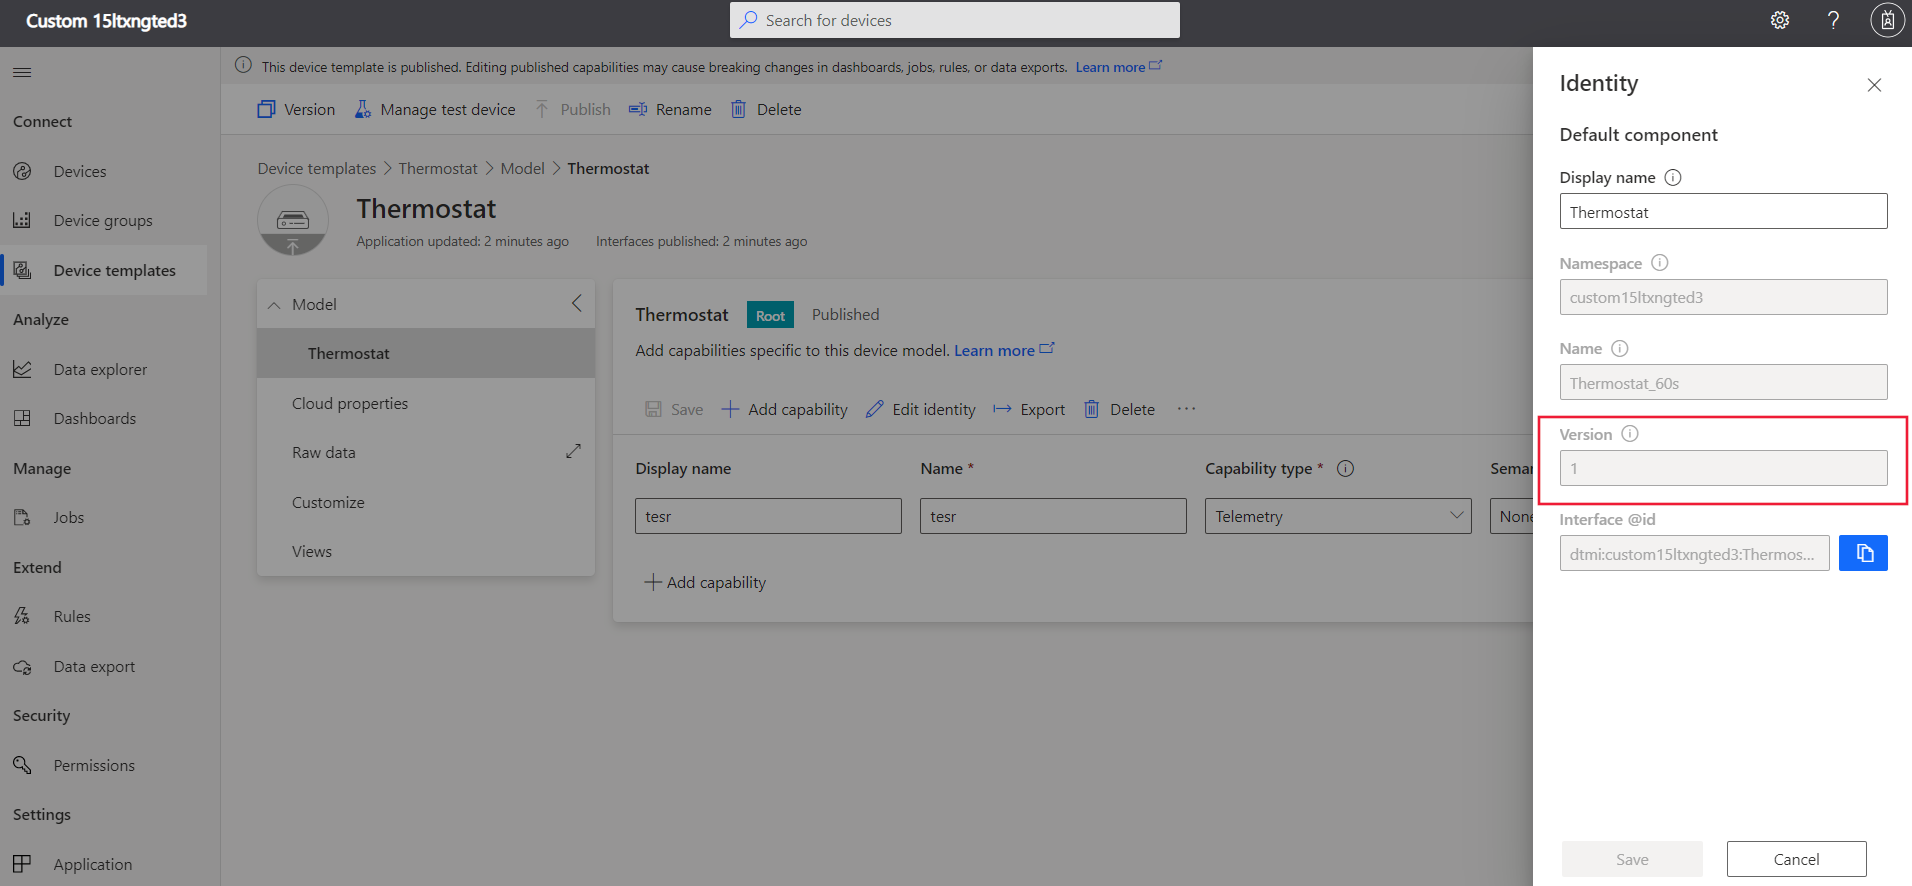 Custom 15ltxngted3
Search for devices
?
This device template is published. Editing published capabilities may cause breaking changes in dashboards, jobs, rules, or data exports. Learn more
Version
Manage test device
Publish
Rename
Delete
Connect
Devices
Device groups
Device templates
Analyze
Data explorer
Dashboards
Manage
Jobs
Extend
Rules
Data export
Security
Permissions
Settings
Application
Device templates > Thermostat > Model > Thermostat
Thermostat
Application updated: 2 minutes ago
Interfaces published: 2 minutes ago
Model
Thermostat
Cloud properties
Raw data
Customize
Views
Thermostat
Root
Published
Add capabilities specific to this device model. Learn more
Save
Add capability
Edit identity
Export
Delete
···
Display name
Name *
Capability type *
Seman
tesr
tesr
Telemetry
None
Add capability
Identity
Default component
Display name
Thermostat
Namespace
custom15ltxngted3
Name
Thermostat_60s
Version
1
Interface @id
dtmi:custom15ltxngted3:Thermos...
Save
Cancel